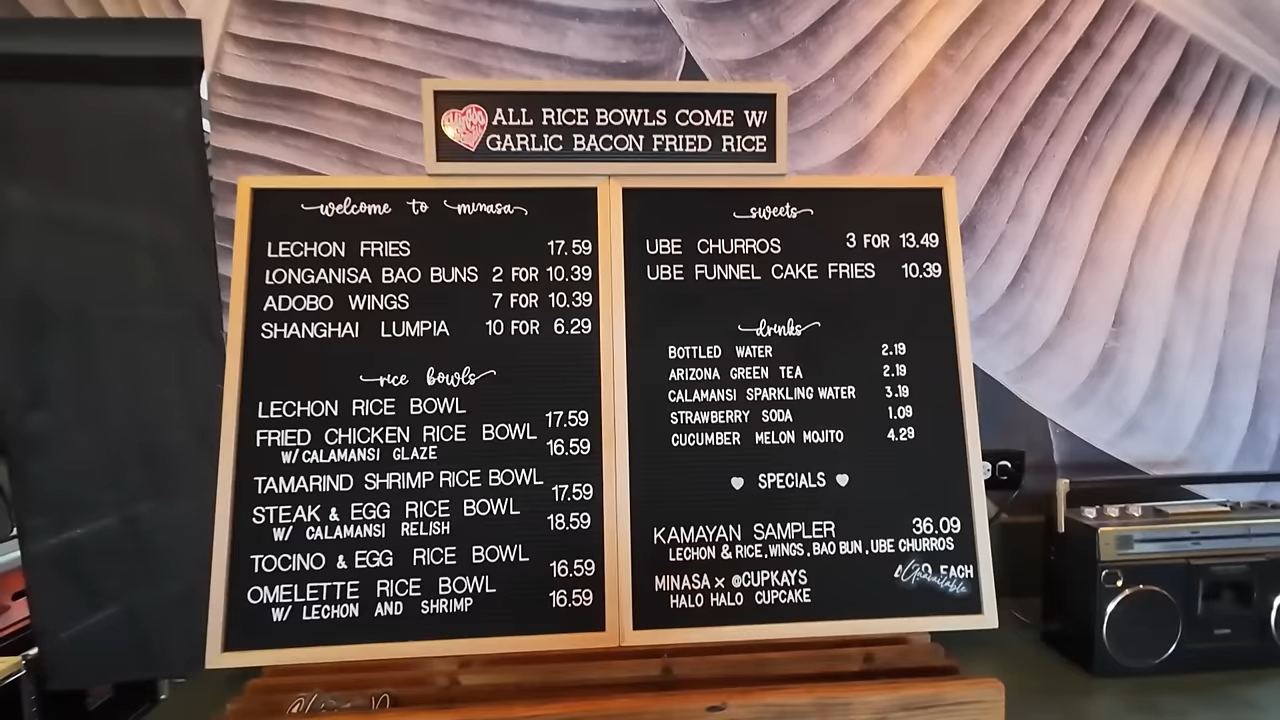 ALL RICE BOWLS COME W/
GARLIC BACON FRIED RICE
welcome to minasa
LECHON FRIES 17.59
LONGANISA BAO BUNS 2 FOR 10.39
ADOBO WINGS 7 FOR 10.39
SHANGHAI LUMPIA 10 FOR 6.29
rice bowls
LECHON RICE BOWL 17.59
FRIED CHICKEN RICE BOWL
W/ CALAMANSI GLAZE 16.59
TAMARIND SHRIMP RICE BOWL 17.59
STEAK & EGG RICE BOWL
W/ CALAMANSI RELISH 18.59
TOCINO & EGG RICE BOWL 16.59
OMELETTE RICE BOWL
W/ LECHON AND SHRIMP 16.59
sweets
UBE CHURROS 3 FOR 13.49
UBE FUNNEL CAKE FRIES 10.39
drinks
BOTTLED WATER 2.19
ARIZONA GREEN TEA 2.19
CALAMANSI SPARKLING WATER 3.19
STRAWBERRY SODA 1.09
CUCUMBER MELON MOJITO 4.29
SPECIALS
KAMAYAN SAMPLER 36.09
LECHON & RICE, WINGS, BAO BUN, UBE CHURROS
MINASA x @CUPKAYS EACH
Unavailable
HALO HALO CUPCAKE